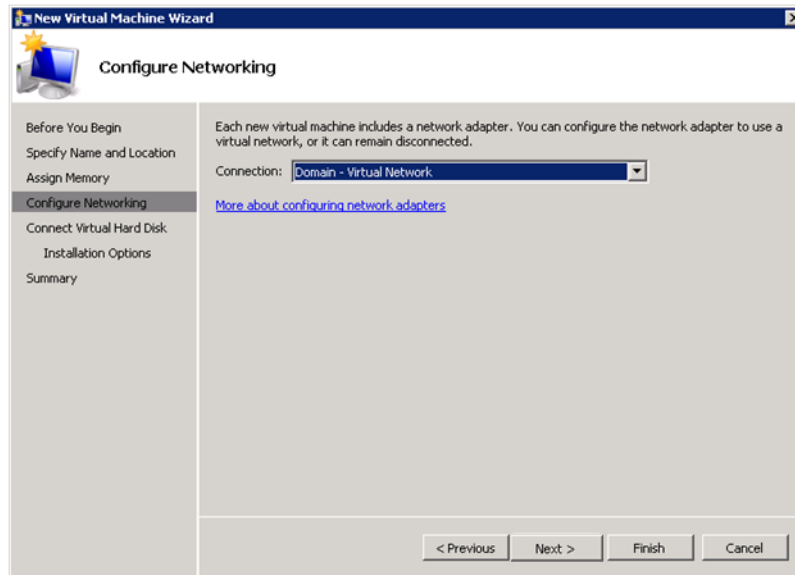 New Virtual Machine Wizard
Configure Networking
Before You Begin
Specify Name and Location
Assign Memory
Configure Networking
Connect Virtual Hard Disk
Installation Options
Summary
Each new virtual machine includes a network adapter. You can configure the network adapter to use a
virtual network, or it can remain disconnected.
Connection: Domain - Virtual Network
More about configuring network adapters
< Previous Next > Finish Cancel